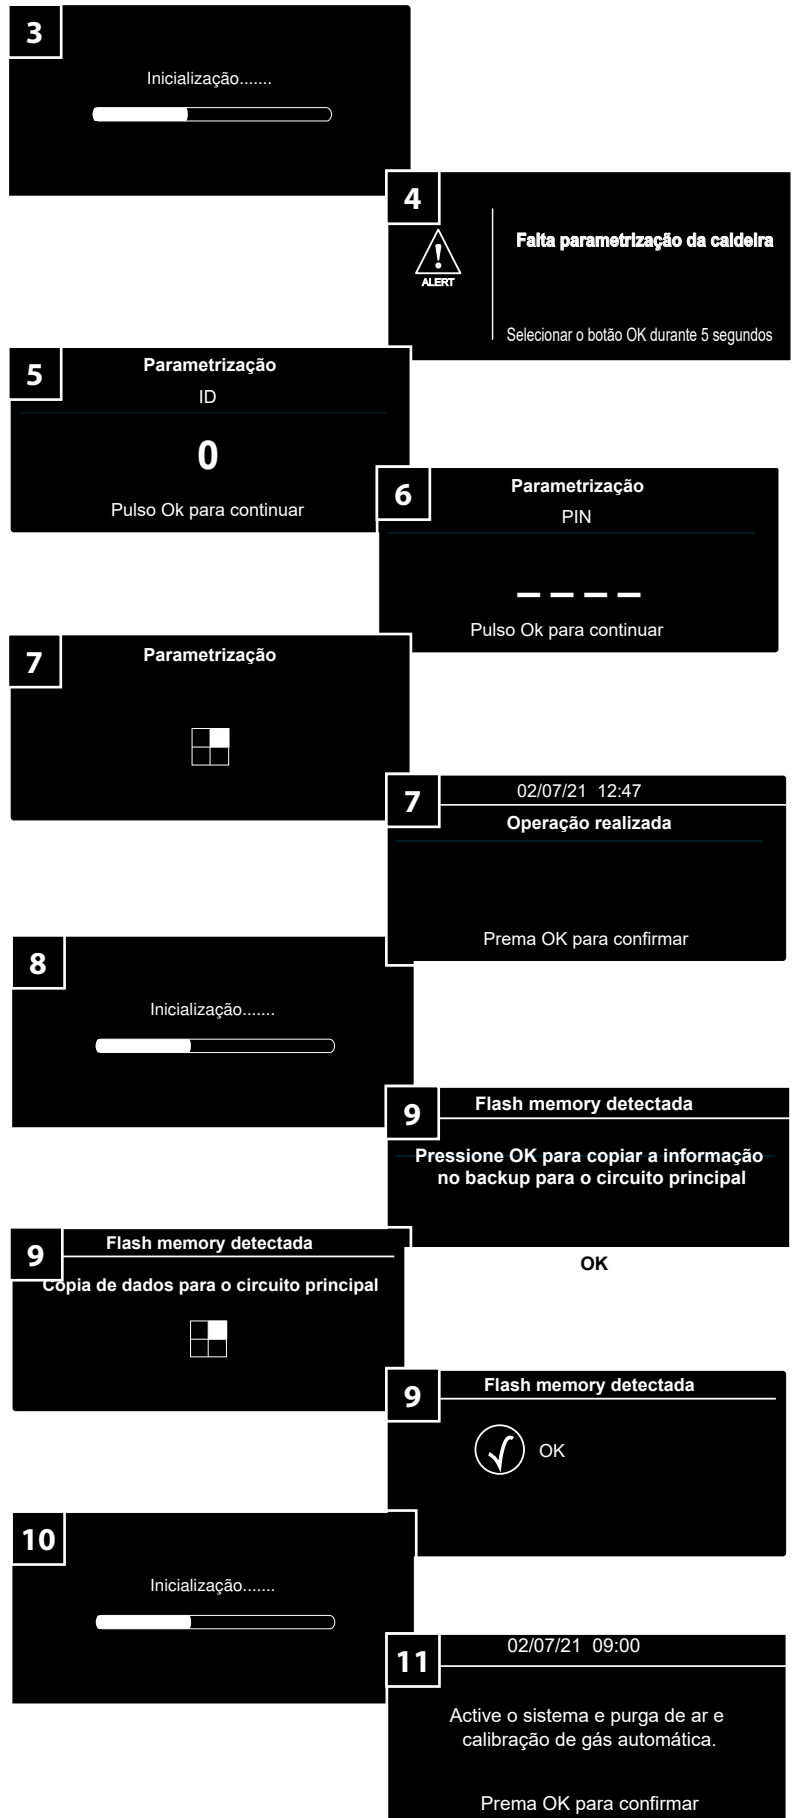 3
Inicialização.......
4
ALERT
Falta parametrização da caldeira
Selecionar o botão OK durante 5 segundos
5
Parametrização
ID
0
Pulso Ok para continuar
6
Parametrização
PIN
_ _ _ _
Pulso Ok para continuar
7
Parametrização
7
02/07/21 12:47
Operação realizada
Prema OK para confirmar
8
Inicialização.......
9
Flash memory detectada
Pressione OK para copiar a informação
no backup para o circuito principal
OK
9
Flash memory detectada
Copia de dados para o circuito principal
9
Flash memory detectada
OK
10
Inicialização.......
11
02/07/21 09:00
Active o sistema e purga de ar e
calibração de gás automática.
Prema OK para confirmar